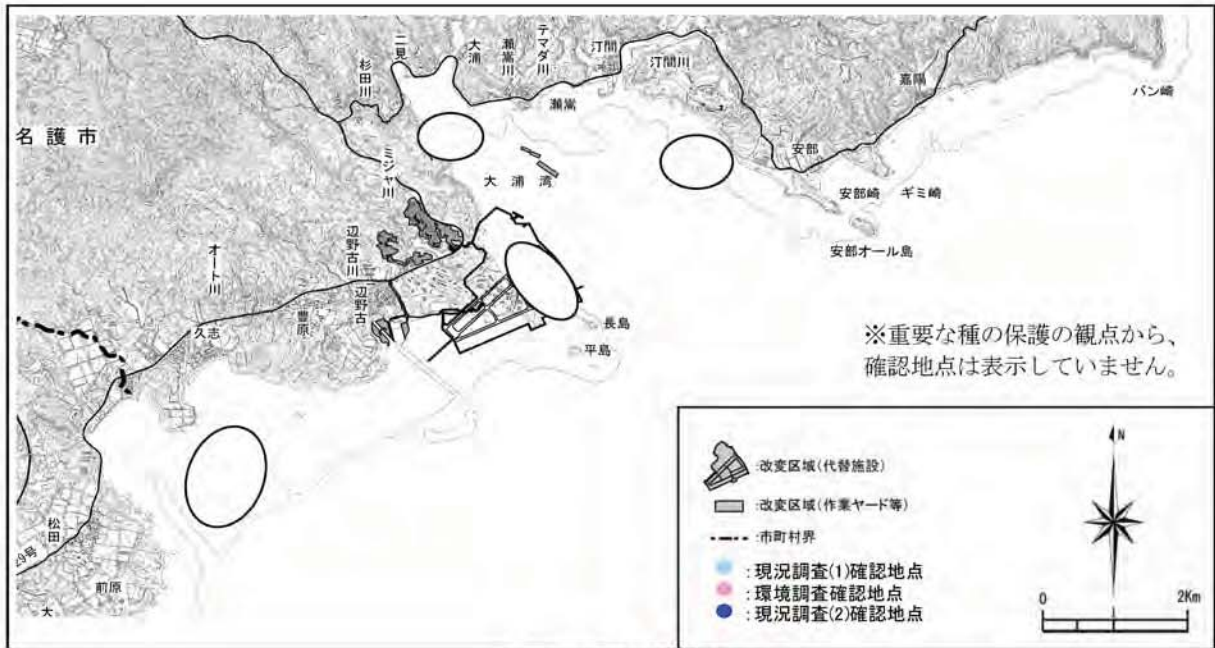 二見
大浦
瀬嵩川
テマダ川
汀間
杉田川
汀間川
嘉陽
バン崎
瀬嵩
名護市
安部
ミジャ川
大浦湾
安部崎
ギミ崎
安部オール島
辺野古川
オート川
辺野古
豊原
久志
長島
平島
※重要な種の保護の観点から、
確認地点は表示していません。
N
:改変区域(代替施設)
:改変区域(作業ヤード等)
:市町村界
:現況調査(1)確認地点
:環境調査確認地点
:現況調査(2)確認地点
0 2Km
松田
29号
前原
大